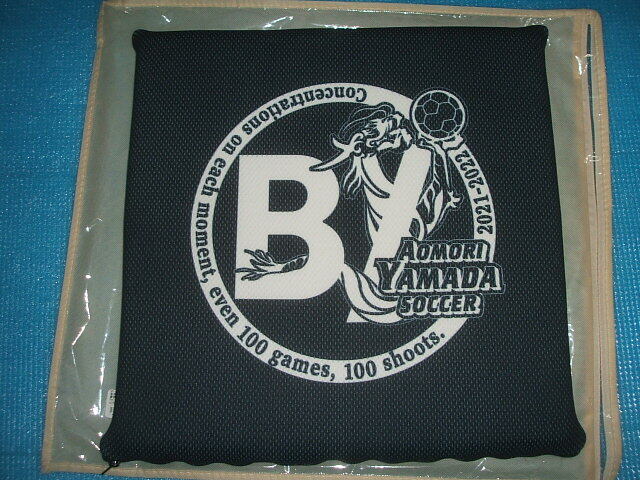 Concentrations on each moment, even 100 games, 100 shoots.
2021-2022
BY
AOMORI
YAMADA
SOCCER